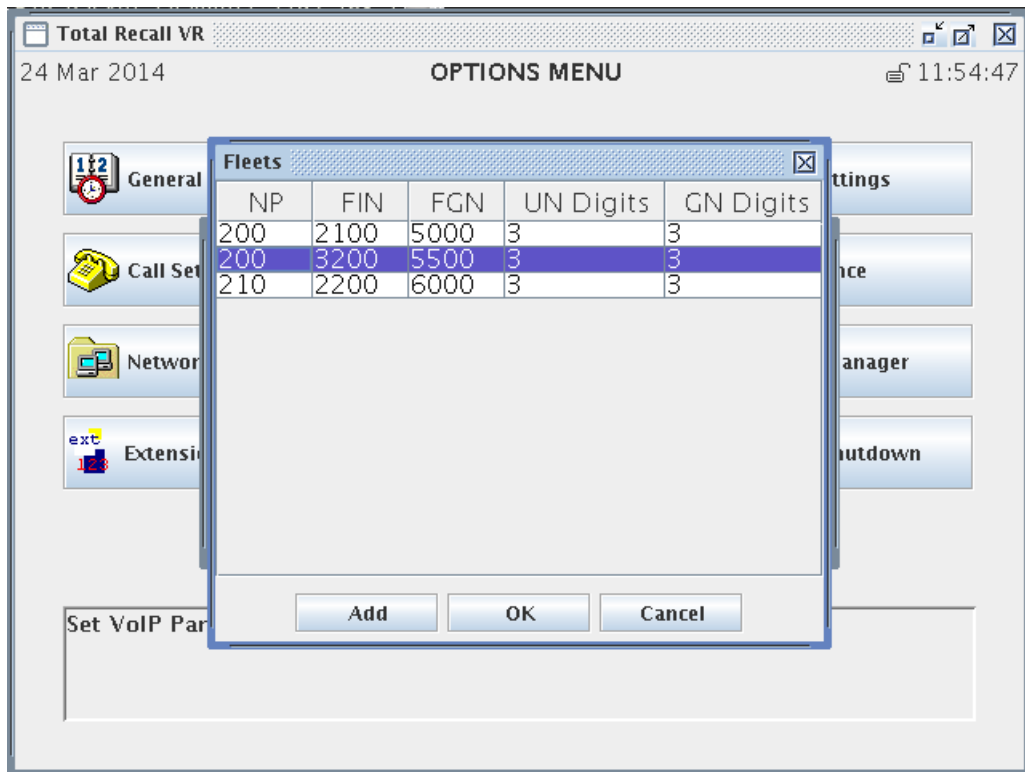 Total Recall VR
24 Mar 2014 OPTIONS MENU 11:54:47
General
ttings
Fleets
NP FIN FGN UN Digits GN Digits
200 2100 5000 3 3
200 3200 5500 3 3
210 2200 6000 3 3
Call Set
nce
Networ
anager
ext
123
Extensi
utdown
Add OK Cancel
Set VoIP Par